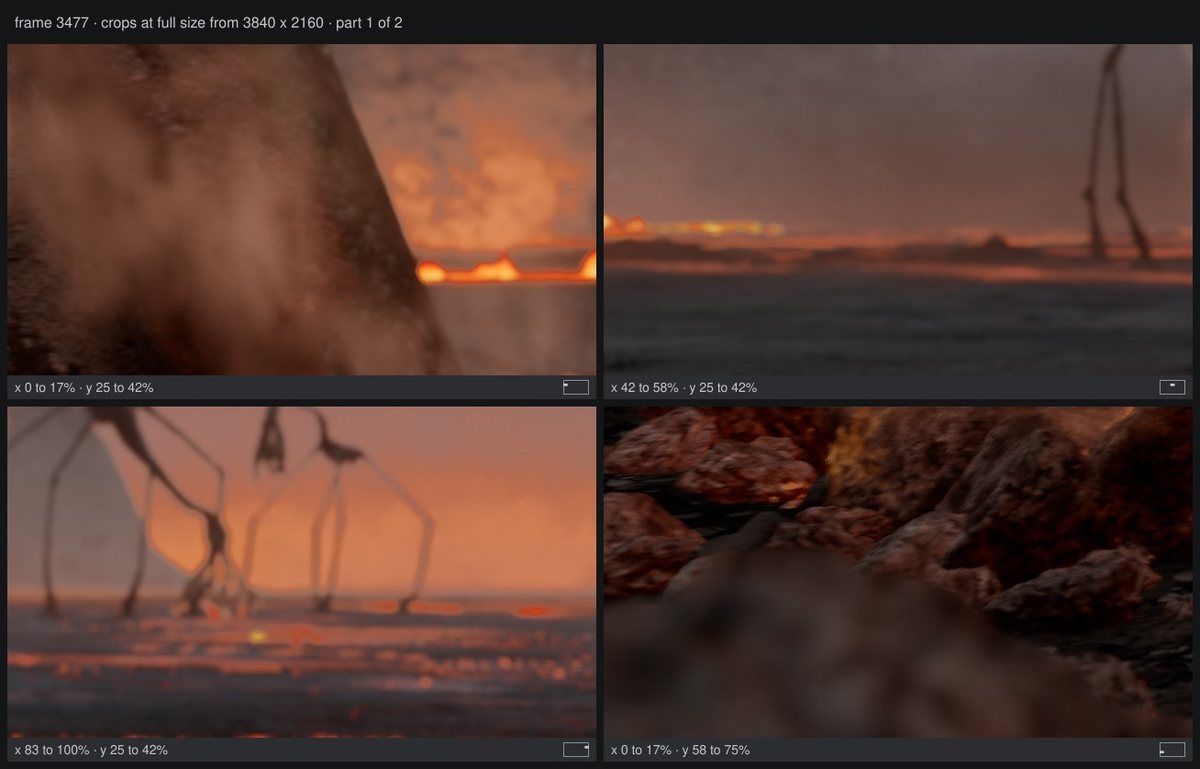 frame 3477 · crops at full size from 3840 x 2160 · part 1 of 2
x 0 to 17% · y 25 to 42%
x 42 to 58% · y 25 to 42%
x 83 to 100% · y 25 to 42%
x 0 to 17% · y 58 to 75%